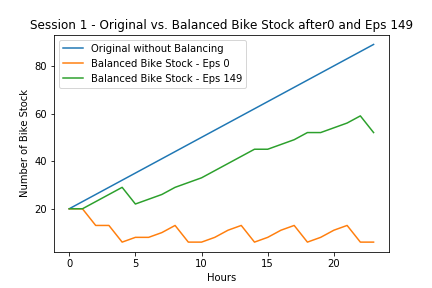 Session 1 - Original vs. Balanced Bike Stock after0 and Eps 149
Original without Balancing
Balanced Bike Stock - Eps 0
Balanced Bike Stock - Eps 149
Number of Bike Stock
80
60
40
20
0
5
10
15
20
Hours